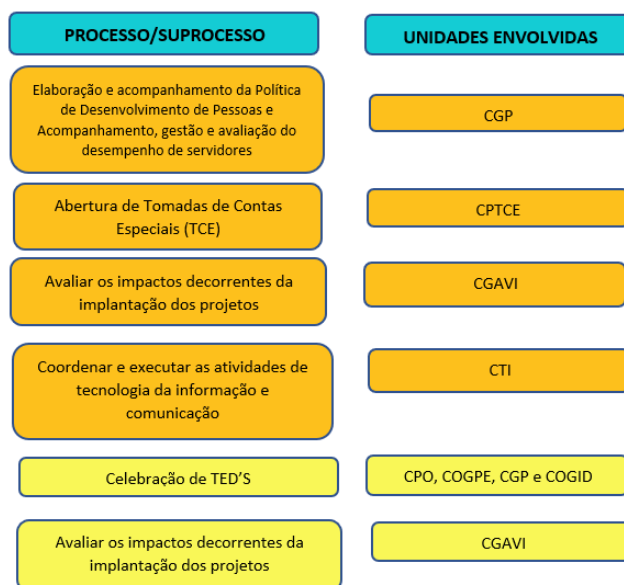 PROCESSO/SUPROCESSO
UNIDADES ENVOLVIDAS
Elaboração e acompanhamento da Política
de Desenvolvimento de Pessoas e
Acompanhamento, gestão e avaliação do
desempenho de servidores
CGP
Abertura de Tomadas de Contas
Especiais (TCE)
CPTCE
Avaliar os impactos decorrentes da
implantação dos projetos
CGAVI
Coordenar e executar as atividades de
tecnologia da informação e
comunicação
CTI
Celebração de TED’S
CPO, COGPE, CGP e COGID
Avaliar os impactos decorrentes da
implantação dos projetos
CGAVI